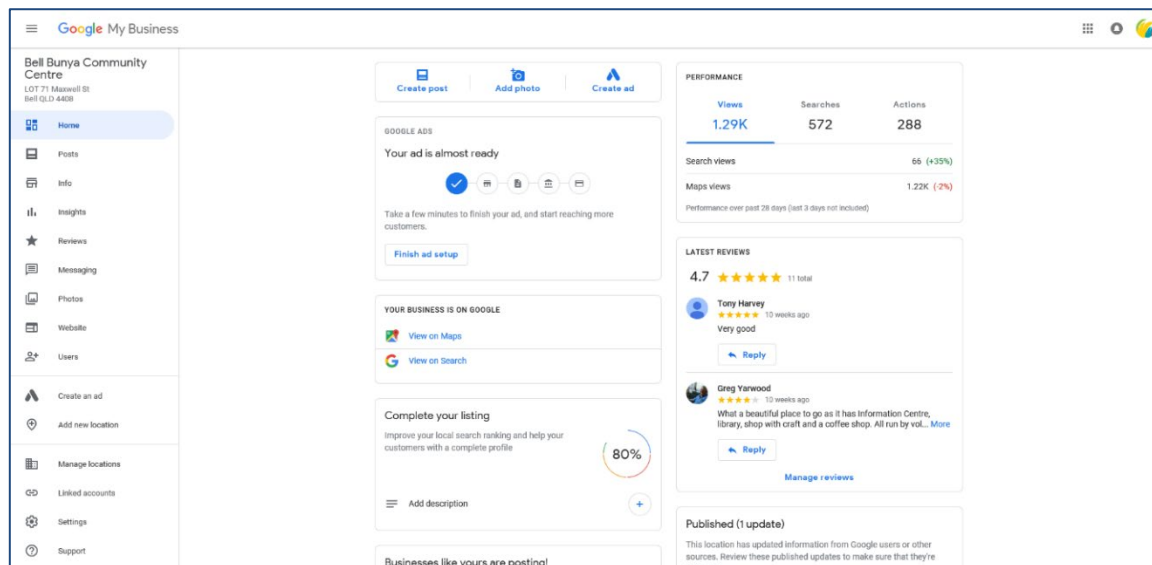 Google My Business
Bell Bunya Community
Centre
LOT 71 Maxwell St
Bell QLD 4408
Home
Posts
Info
Insights
Reviews
Messaging
Photos
Website
Users
Create an ad
Add new location
Manage locations
Linked accounts
Settings
Support
Create post
Add photo
Create ad
GOOGLE ADS
Your ad is almost ready
Take a few minutes to finish your ad, and start reaching more
customers.
Finish ad setup
YOUR BUSINESS IS ON GOOGLE
View on Maps
View on Search
Complete your listing
Improve your local search ranking and help your
customers with a complete profile
80%
Add description
Businesses like yours are posting!
PERFORMANCE
Views Searches Actions
1.29K 572 288
Search views 66 (+35%)
Maps views 1.22K (-2%)
Performance over past 28 days (last 3 days not included)
LATEST REVIEWS
4.7 11 total
Tony Harvey
10 weeks ago
Very good
Reply
Greg Yarwood
10 weeks ago
What a beautiful place to go as it has Information Centre,
library, shop with craft and a coffee shop. All run by vol... More
Reply
Manage reviews
Published (1 update)
This location has updated information from Google users or other
sources. Review these published updates to make sure that they're